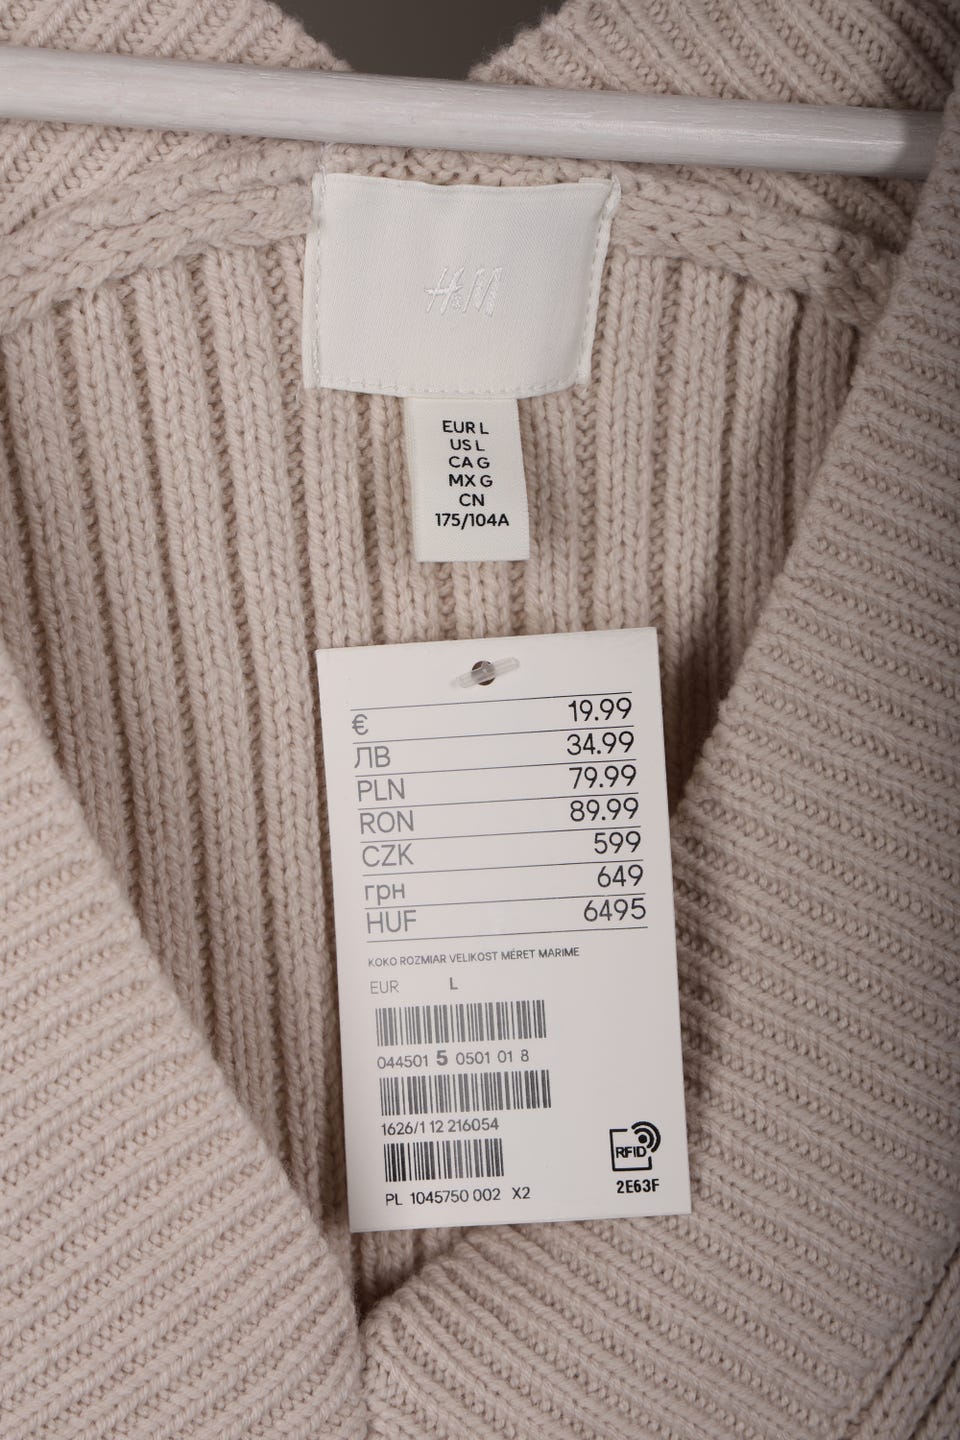 H&M
EUR L
US L
CA G
MX G
CN
175/104A
€ 19.99
ЛВ 34.99
PLN 79.99
RON 89.99
CZK 599
грн 649
HUF 6495
KOKO ROZMIAR VELIKOST MÉRET MARIME
EUR L
044501 5 0501 01 8
1626/1 12 216054
PL 1045750 002 X2
RFID
2E63F